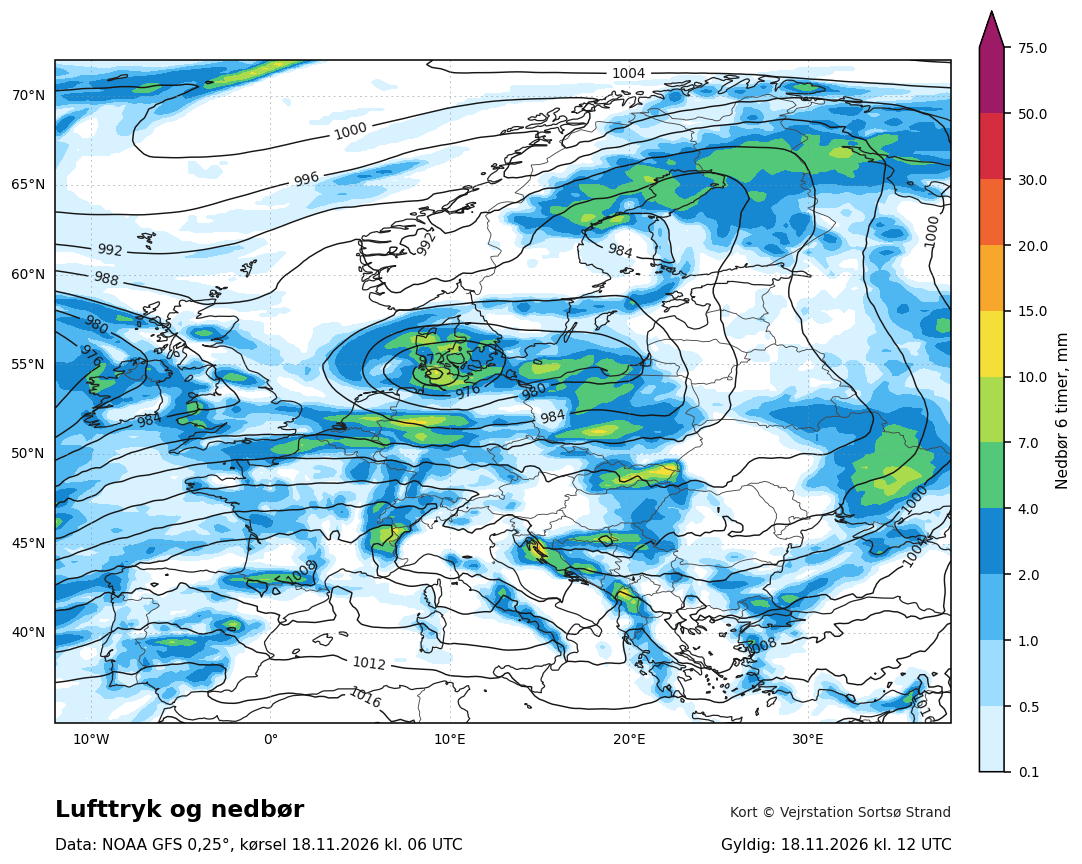 75.0
50.0
30.0
20.0
15.0
10.0
7.0
4.0
2.0
1.0
0.5
0.1
Nedbør 6 timer, mm
70°N
65°N
60°N
55°N
50°N
45°N
40°N
10°W
0°
10°E
20°E
30°E
1004
1000
996
992
988
980
976
984
992
984
1000
972
976
980
984
1000
1004
1008
1008
1012
1016
1016
Lufttryk og nedbør
Kort © Vejrstation Sortsø Strand
Data: NOAA GFS 0,25°, kørsel 18.11.2026 kl. 06 UTC
Gyldig: 18.11.2026 kl. 12 UTC